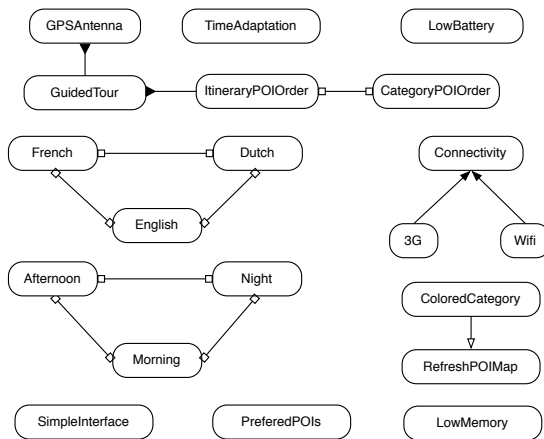 GPSAntenna
TimeAdaptation
LowBattery
GuidedTour
ItineraryPOIOrder
CategoryPOIOrder
French
Dutch
Connectivity
English
3G
Wifi
Afternoon
Night
ColoredCategory
Morning
RefreshPOIMap
SimpleInterface
PreferedPOIs
LowMemory